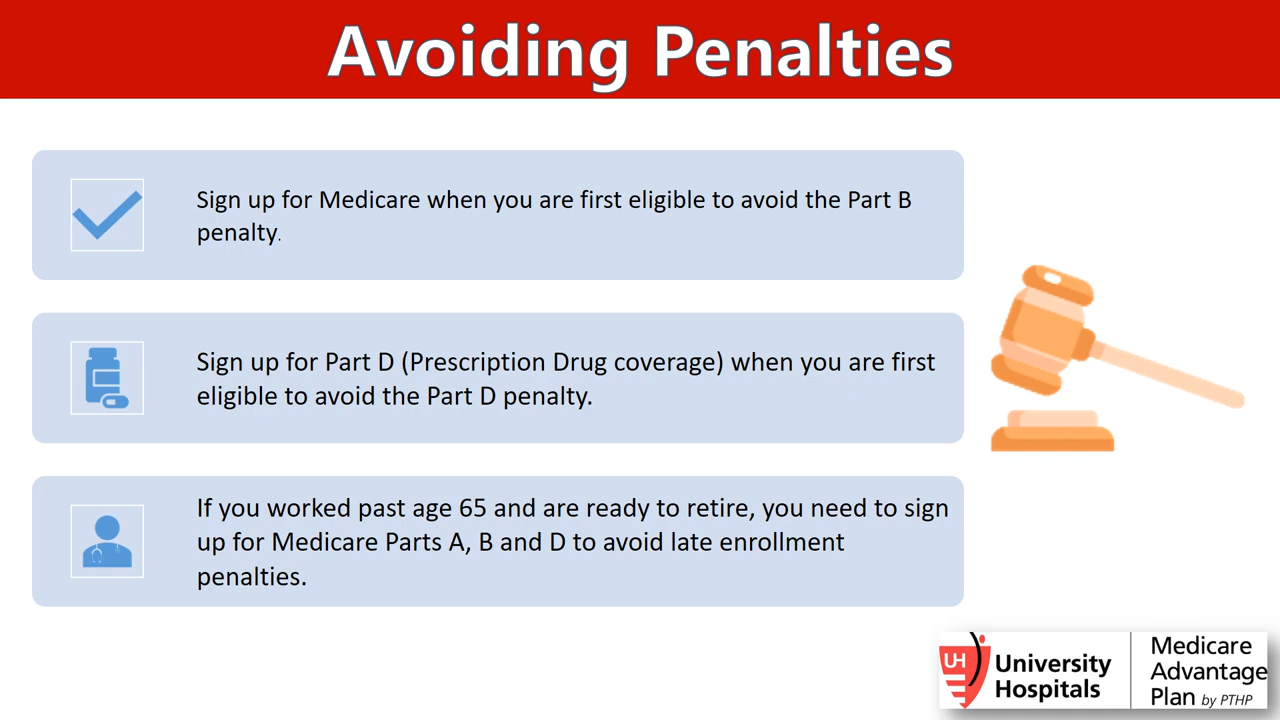 Avoiding Penalties
Sign up for Medicare when you are first eligible to avoid the Part B
penalty.
Sign up for Part D (Prescription Drug coverage) when you are first
eligible to avoid the Part D penalty.
If you worked past age 65 and are ready to retire, you need to sign
up for Medicare Parts A, B and D to avoid late enrollment
penalties.
UH
University
Hospitals
Medicare
Advantage
Plan by PTHP